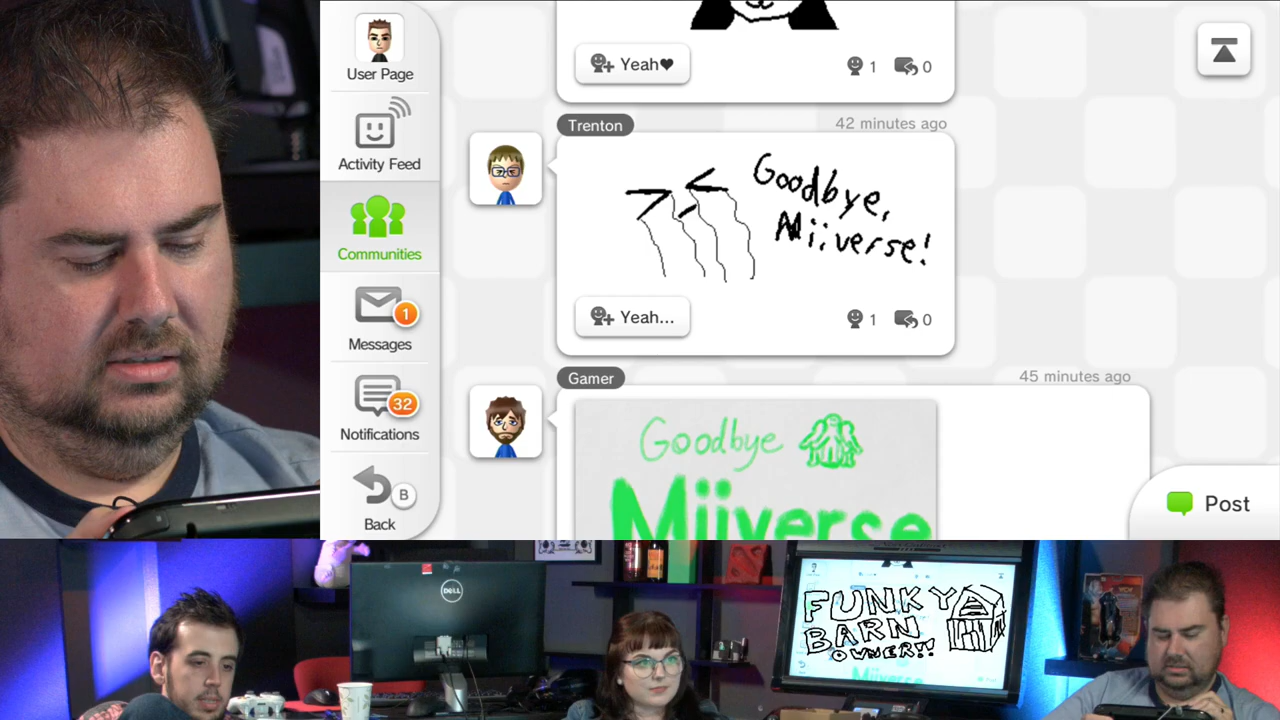 User Page
Activity Feed
Communities
1
Messages
32
Notifications
B
Back
Yeah♥
1
0
Trenton
42 minutes ago
Goodbye,
Miiverse!
Yeah...
1
0
Gamer
45 minutes ago
Goodbye
Miiverse
Post
DELL
FUNKY
BARN
OWNER!!
Miiverse